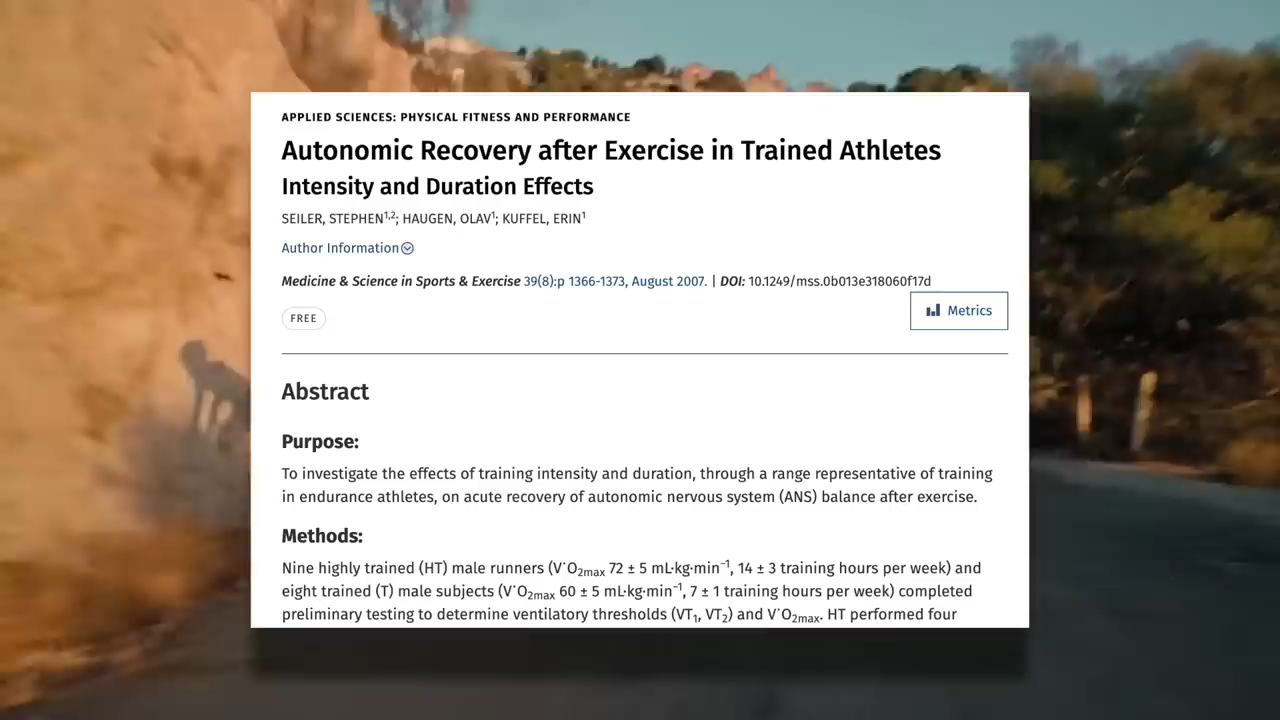 APPLIED SCIENCES: PHYSICAL FITNESS AND PERFORMANCE
Autonomic Recovery after Exercise in Trained Athletes
Intensity and Duration Effects
SEILER, STEPHEN1,2; HAUGEN, OLAV1; KUFFEL, ERIN1
Author Information
Medicine & Science in Sports & Exercise 39(8):p 1366-1373, August 2007. | DOI: 10.1249/mss.0b013e318060f17d
FREE
Metrics
Abstract
Purpose:
To investigate the effects of training intensity and duration, through a range representative of training
in endurance athletes, on acute recovery of autonomic nervous system (ANS) balance after exercise.
Methods:
Nine highly trained (HT) male runners (V˙O2max 72 ± 5 mL·kg·min−1, 14 ± 3 training hours per week) and
eight trained (T) male subjects (V˙O2max 60 ± 5 mL·kg·min−1, 7 ± 1 training hours per week) completed
preliminary testing to determine ventilatory thresholds (VT1, VT2) and V˙O2max. HT performed four